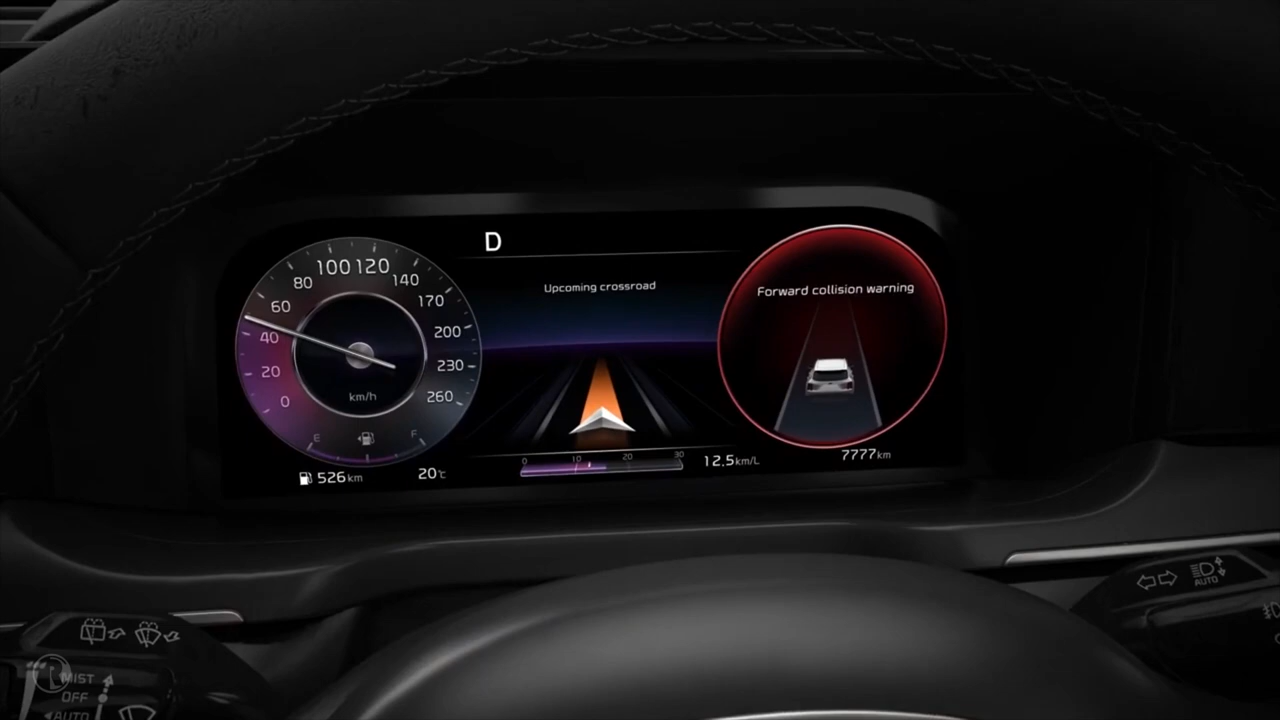 D
Upcoming crossroad
Forward collision warning
0
20
40
60
80
100
120
140
170
200
230
260
km/h
E
F
526km
20°C
0
10
20
30
12.5km/L
7777km
AUTO
MIST
OFF
AUTO